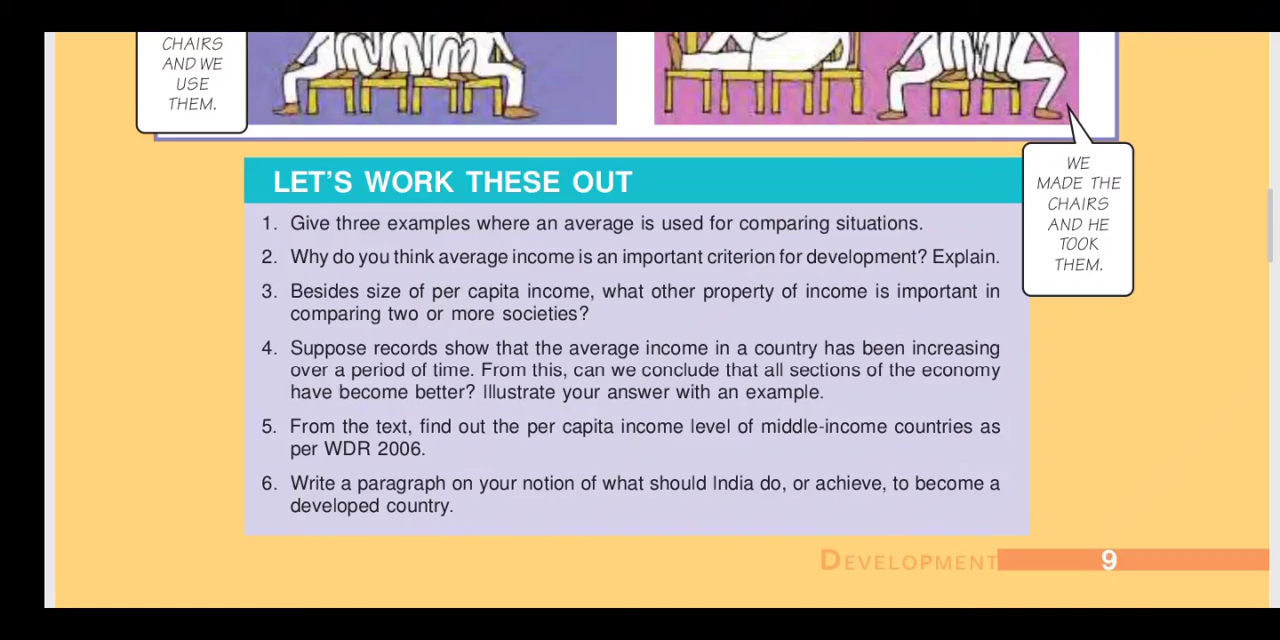 CHAIRS
AND WE
USE
THEM.
WE
MADE THE
CHAIRS
AND HE
TOOK
THEM.
LET'S WORK THESE OUT
1. Give three examples where an average is used for comparing situations.
2. Why do you think average income is an important criterion for development? Explain.
3. Besides size of per capita income, what other property of income is important in
comparing two or more societies?
4. Suppose records show that the average income in a country has been increasing
over a period of time. From this, can we conclude that all sections of the economy
have become better? Illustrate your answer with an example.
5. From the text, find out the per capita income level of middle-income countries as
per WDR 2006.
6. Write a paragraph on your notion of what should India do, or achieve, to become a
developed country.
DEVELOPMENT 9